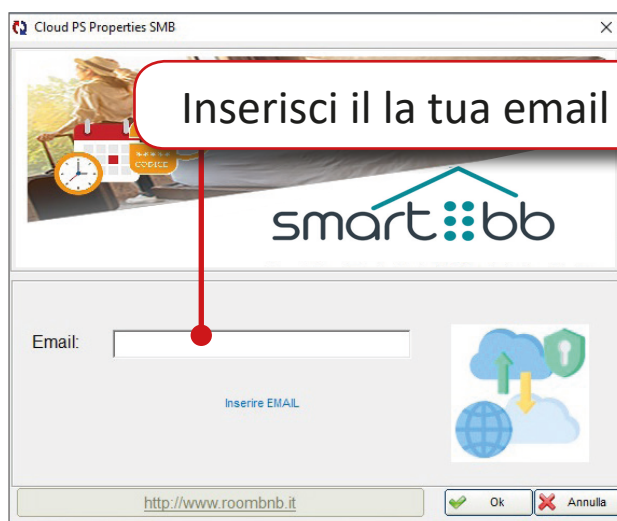 Cloud PS Properties SMB
Inserisci il la tua email
CODICE
smart bb
Email:
Inserire EMAIL
http://www.roombnb.it
Ok
Annulla